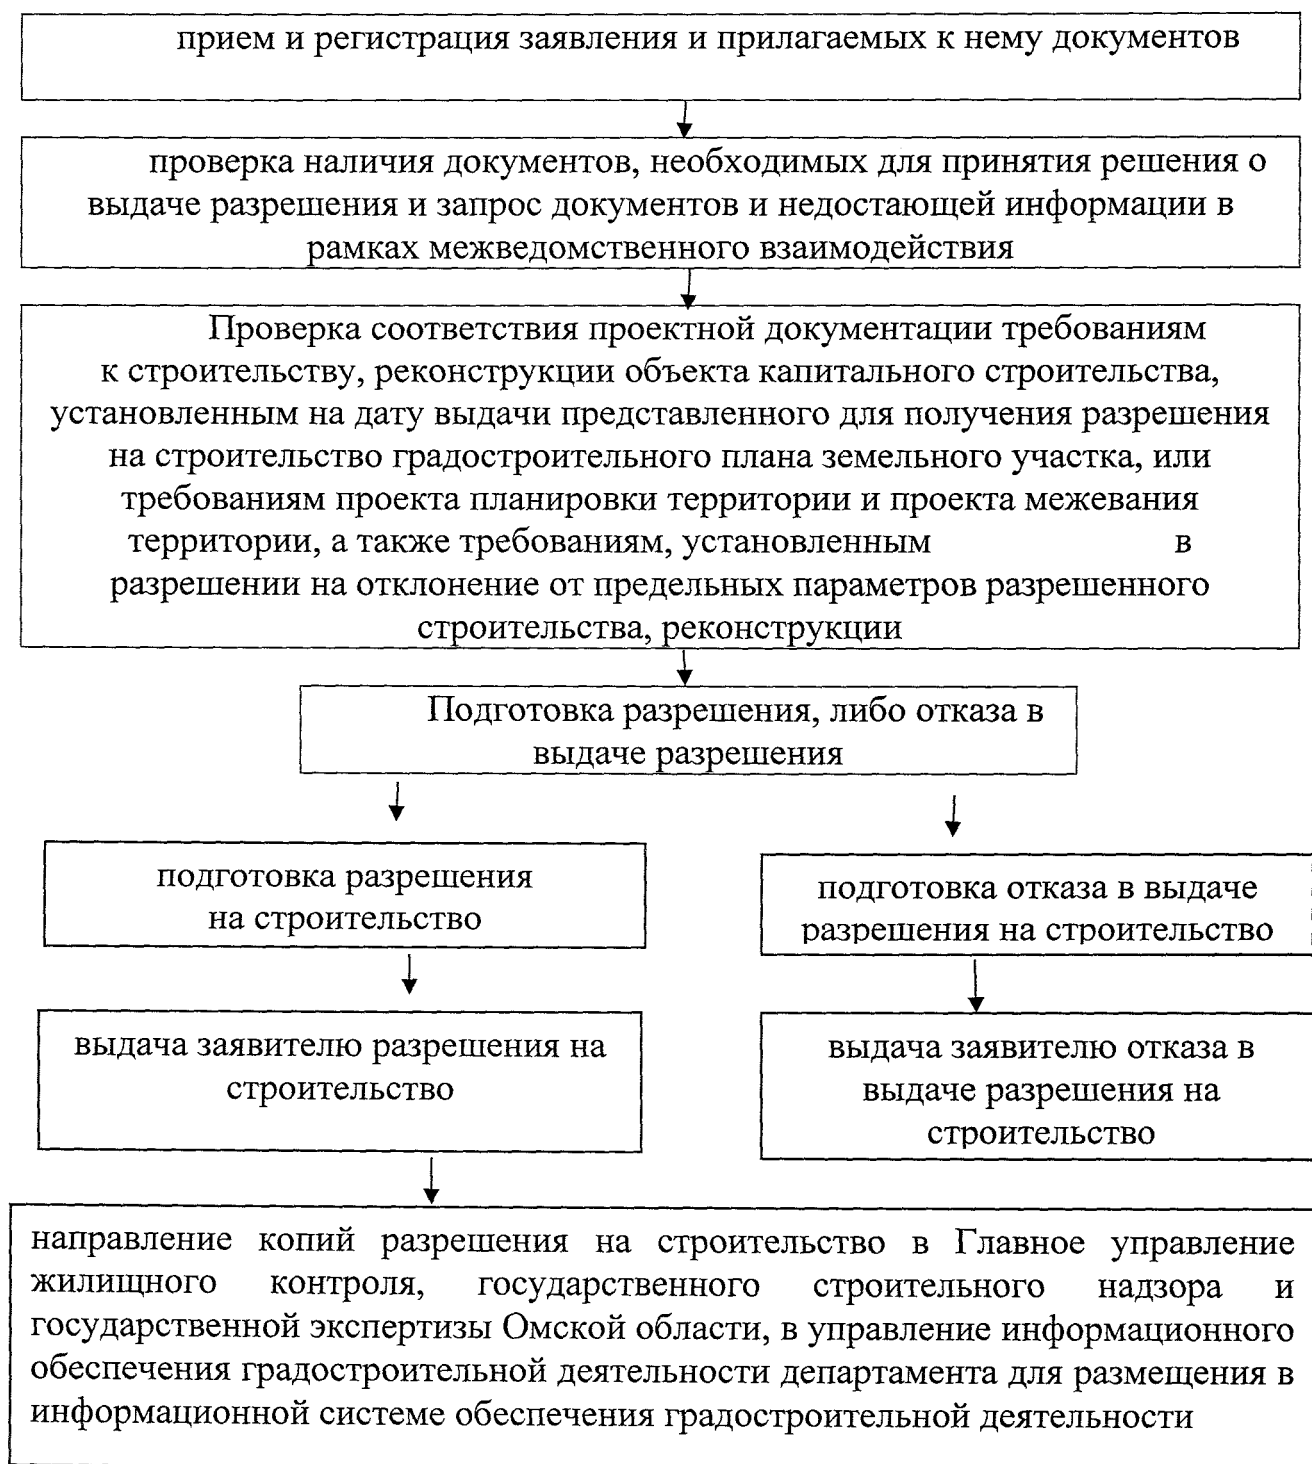 прием и регистрация заявления и прилагаемых к нему документов
проверка наличия документов, необходимых для принятия решения о
выдаче разрешения и запрос документов и недостающей информации в
рамках межведомственного взаимодействия
Проверка соответствия проектной документации требованиям
к строительству, реконструкции объекта капитального строительства,
установленным на дату выдачи представленного для получения разрешения
на строительство градостроительного плана земельного участка, или
требованиям проекта планировки территории и проекта межевания
территории, а также требованиям, установленным в
разрешении на отклонение от предельных параметров разрешенного
строительства, реконструкции
Подготовка разрешения, либо отказа в
выдаче разрешения
подготовка разрешения
на строительство
подготовка отказа в выдаче
разрешения на строительство
выдача заявителю разрешения на
строительство
выдача заявителю отказа в
выдаче разрешения на
строительство
направление копий разрешения на строительство в Главное управление
жилищного контроля, государственного строительного надзора и
государственной экспертизы Омской области, в управление информационного
обеспечения градостроительной деятельности департамента для размещения в
информационной системе обеспечения градостроительной деятельности